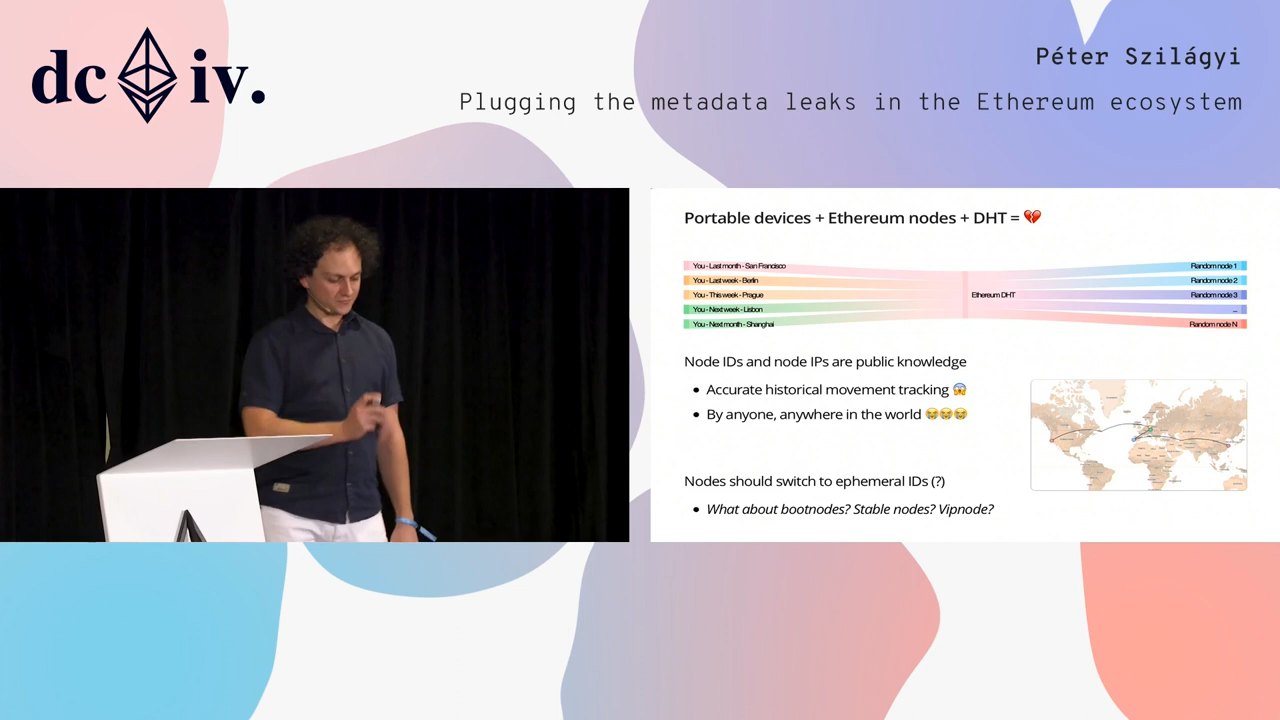 dc iv.
Péter Szilágyi
Plugging the metadata leaks in the Ethereum ecosystem
Portable devices + Ethereum nodes + DHT = 💔
You - Last month - San Francisco
You - Last week - Berlin
You - This week - Prague
You - Next week - Lisbon
You - Next month - Shanghai
Ethereum DHT
Random node 1
Random node 2
Random node 3
...
Random node N
Node IDs and node IPs are public knowledge
• Accurate historical movement tracking 😱
• By anyone, anywhere in the world 😭😭😭
Nodes should switch to ephemeral IDs (?)
• What about bootnodes? Stable nodes? Vipnode?